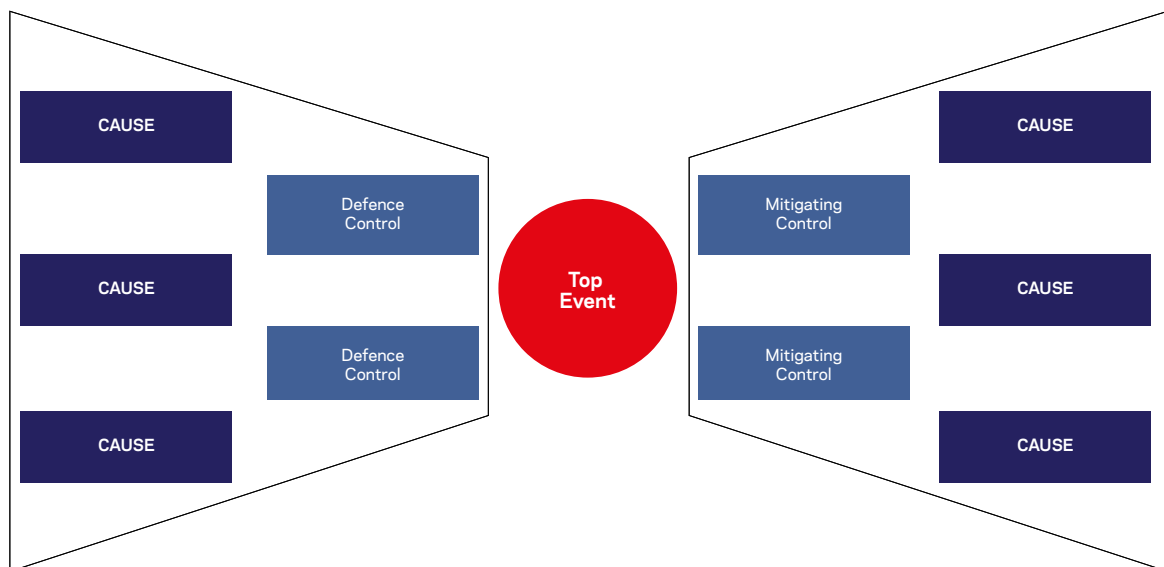 CAUSE
CAUSE
CAUSE
Defence
Control
Defence
Control
Top
Event
Mitigating
Control
Mitigating
Control
CAUSE
CAUSE
CAUSE